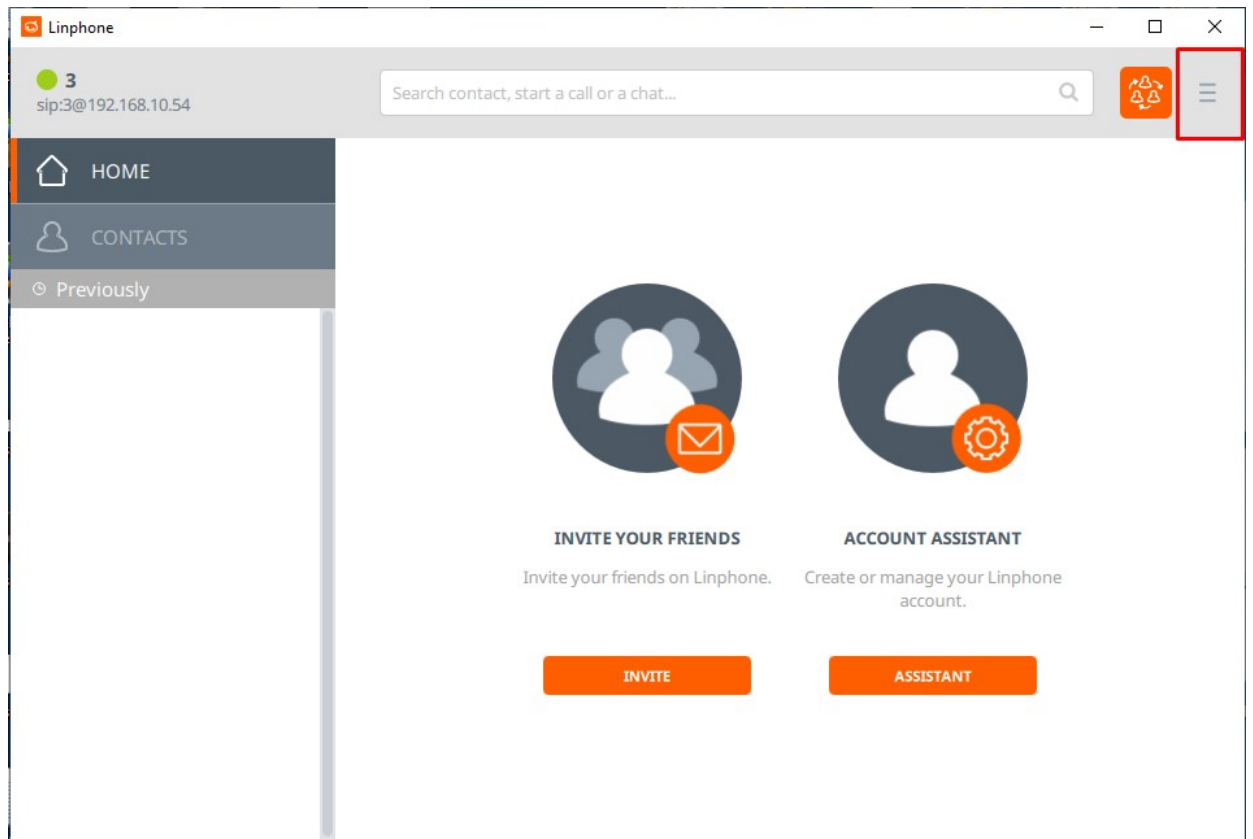 Linphone
3
sip:3@192.168.10.54
Search contact, start a call or a chat...
HOME
CONTACTS
Previously
INVITE YOUR FRIENDS
Invite your friends on Linphone.
INVITE
ACCOUNT ASSISTANT
Create or manage your Linphone
account.
ASSISTANT